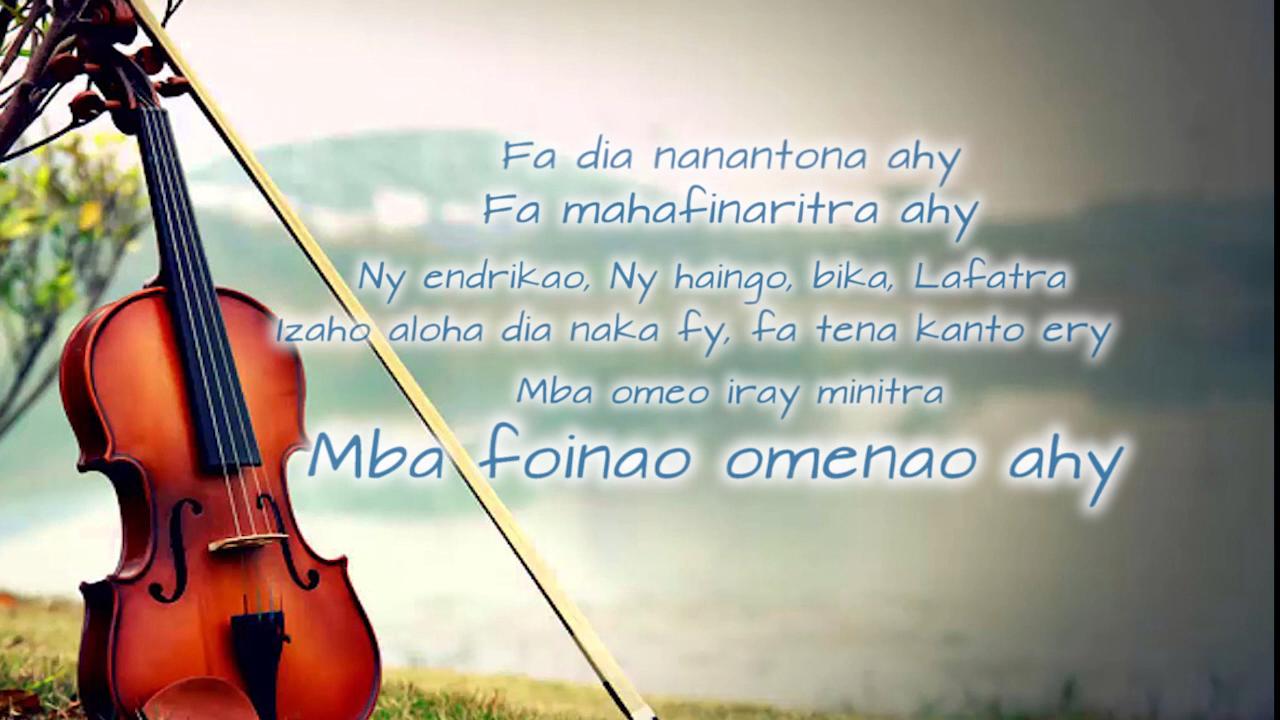 Fa dia nanantona ahy
Fa mahafinaritra ahy
Ny endrikao, Ny haingo, bika, Lafatra
Izaho aloha dia naka fy, fa tena kanto ery
Mba omeo iray minitra
Mba foinao omenao ahy